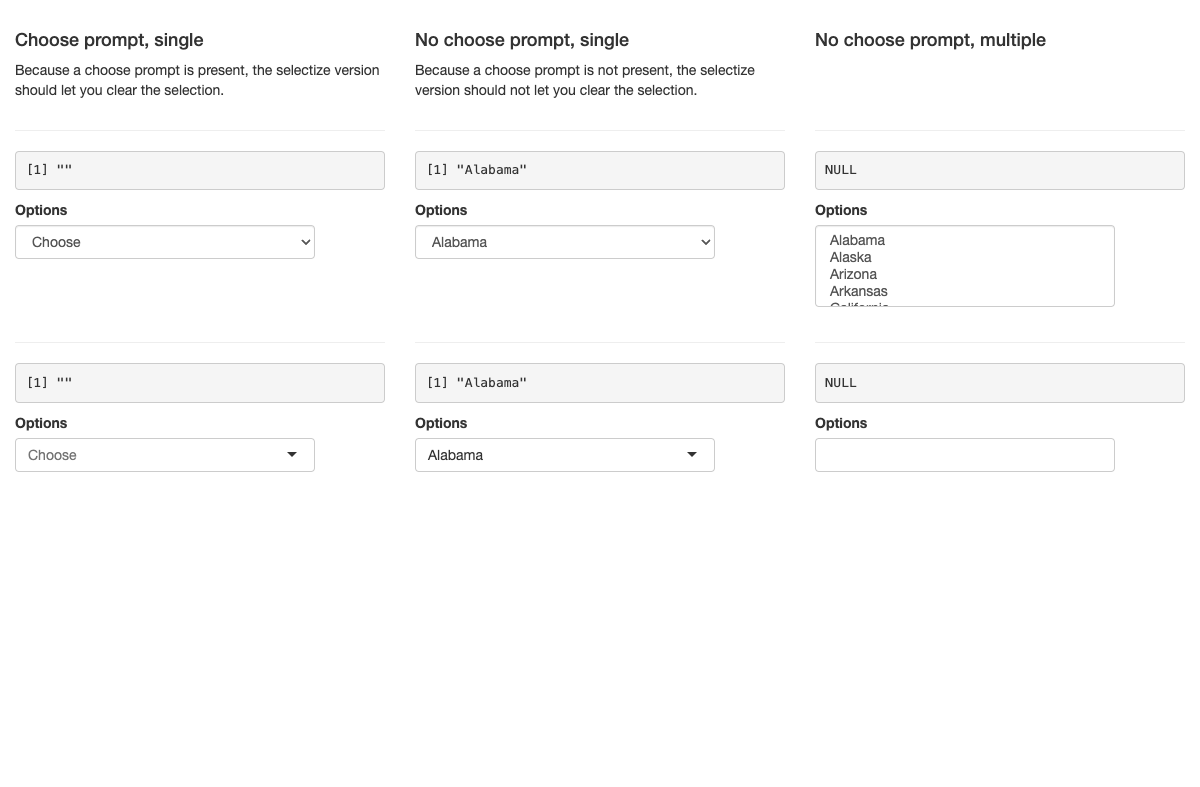 Choose prompt, single
Because a choose prompt is present, the selectize version
should let you clear the selection.
[1] ""
Options
Choose
[1] ""
Options
Choose
No choose prompt, single
Because a choose prompt is not present, the selectize
version should not let you clear the selection.
[1] "Alabama"
Options
Alabama
[1] "Alabama"
Options
Alabama
No choose prompt, multiple
NULL
Options
Alabama
Alaska
Arizona
Arkansas
California
NULL
Options